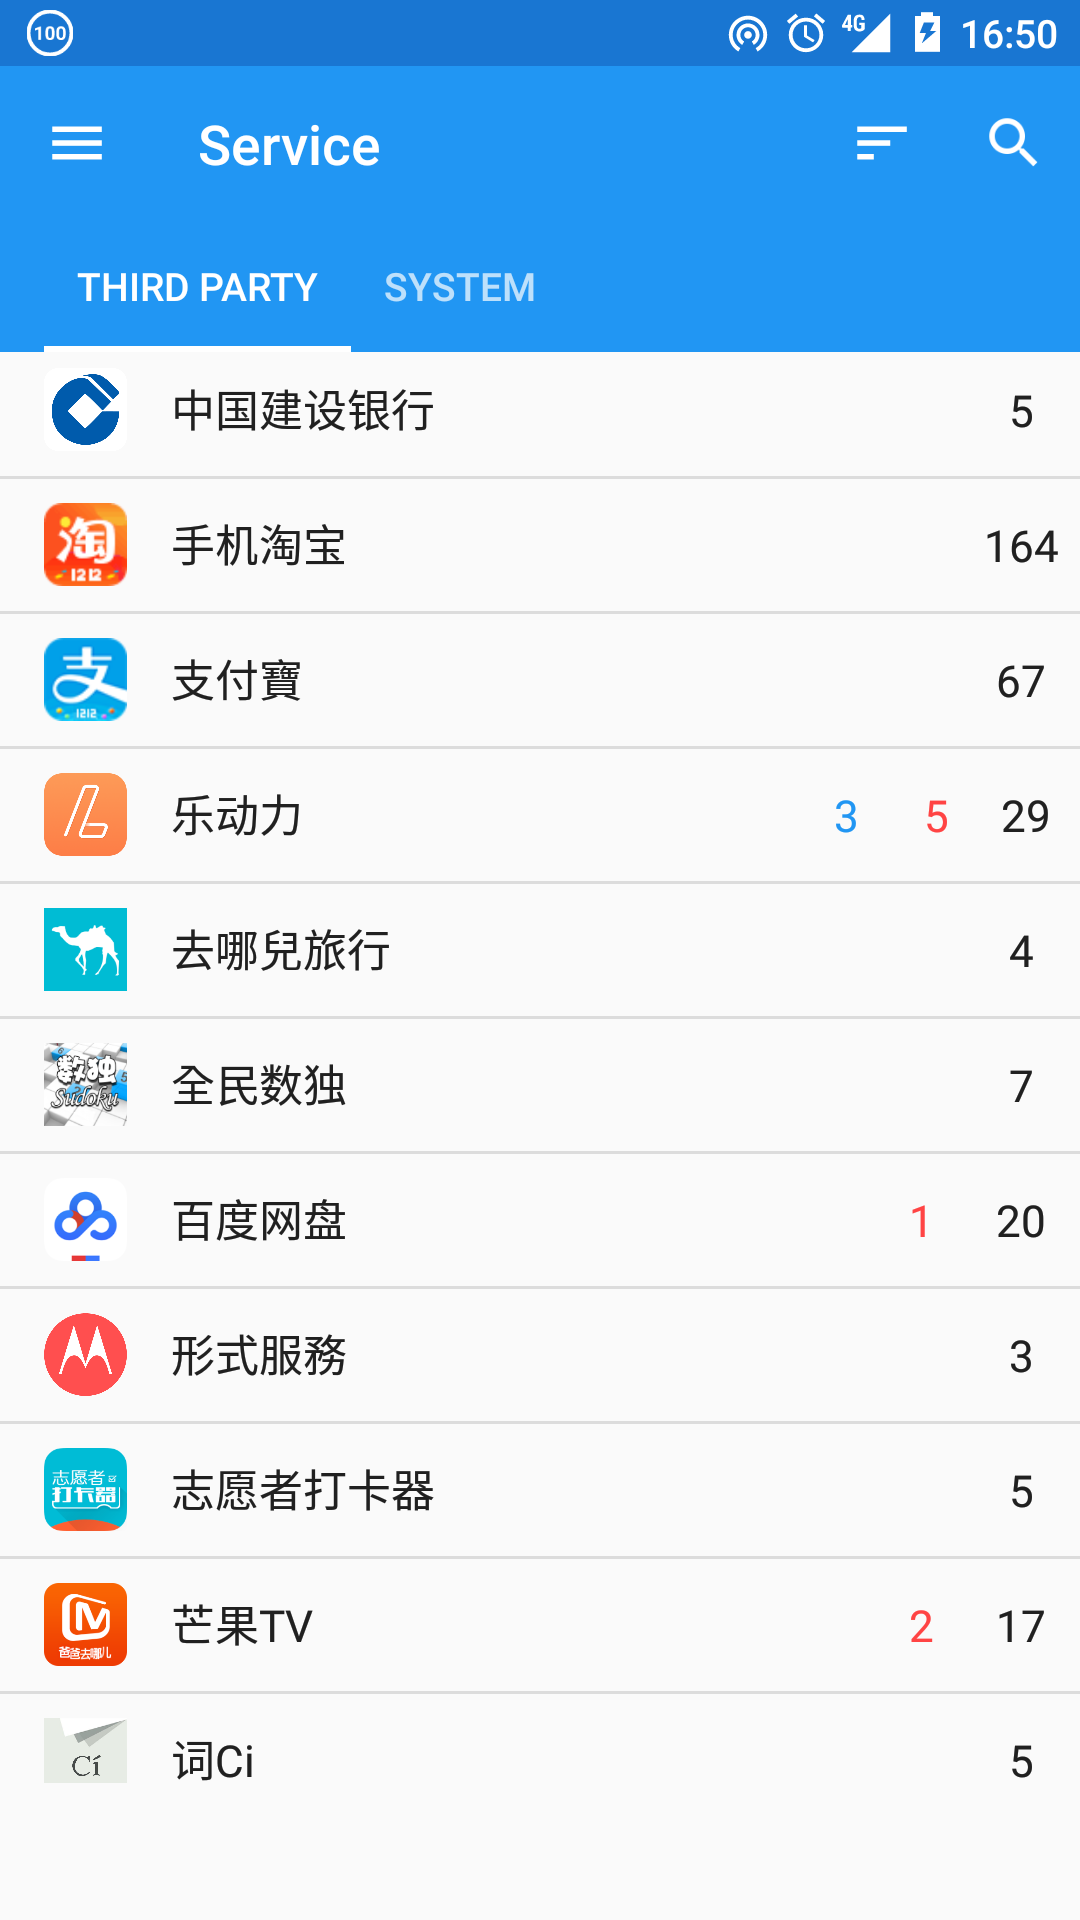 100
4G
16:50
Service
THIRD PARTY SYSTEM
中国建设银行 5
淘
1212
手机淘宝 164
支
1212
支付寶 67
乐动力 3 5 29
去哪兒旅行 4
数独
Sudoku
全民数独 7
百度网盘 1 20
形式服務 3
志愿者
打卡器
志愿者打卡器 5
爸爸去哪儿
芒果TV 2 17
Cí
词Ci 5